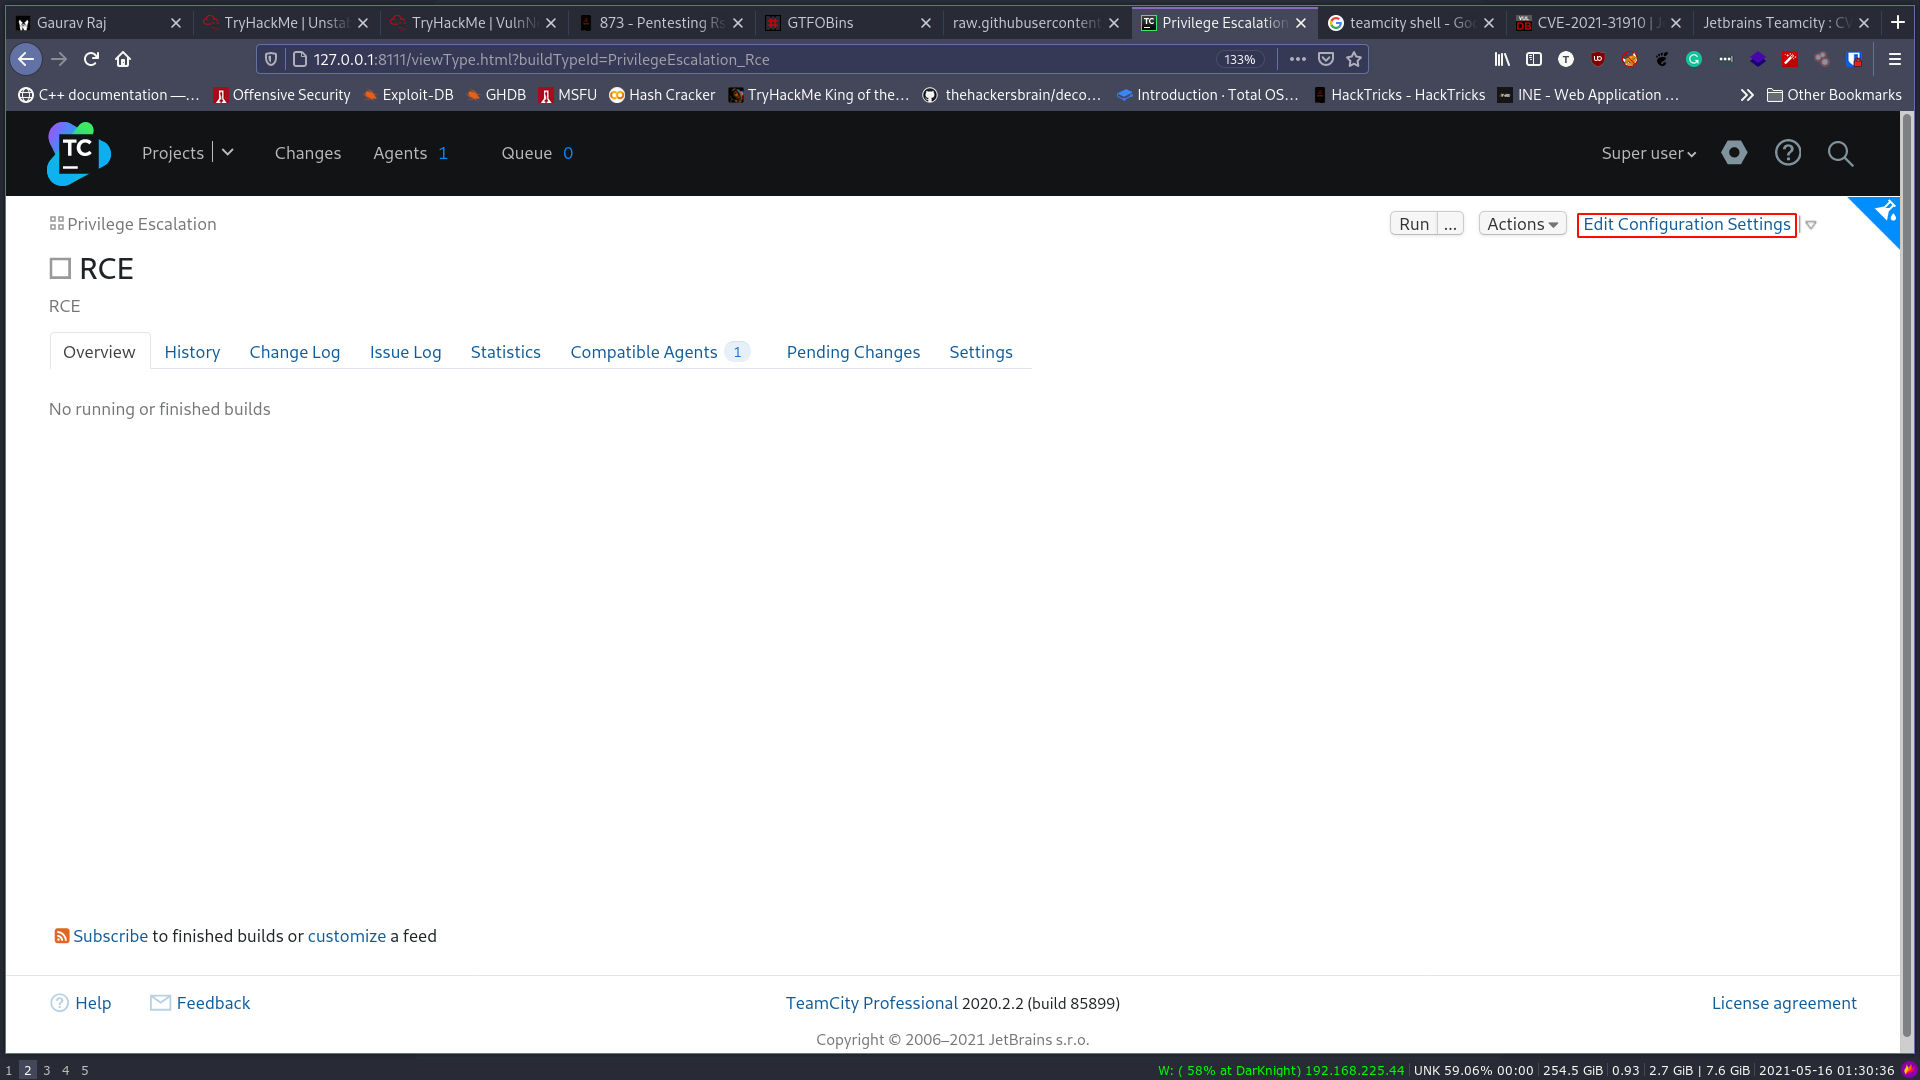 Gaurav Raj
TryHackMe | Unstab
TryHackMe | VulnN
873 - Pentesting Rs
GTFOBins
raw.githubusercontent
Privilege Escalation
teamcity shell - Goo
CVE-2021-31910 | Je
Jetbrains Teamcity : CV
127.0.0.1:8111/viewType.html?buildTypeId=PrivilegeEscalation_Rce
133%
C++ documentation —...
Offensive Security
Exploit-DB
GHDB
MSFU
Hash Cracker
TryHackMe King of the...
thehackersbrain/deco...
Introduction · Total OS...
HackTricks - HackTricks
INE - Web Application ...
Other Bookmarks
TC
Projects
Changes
Agents 1
Queue 0
Super user
Privilege Escalation
Run ...
Actions
Edit Configuration Settings
RCE
RCE
Overview
History
Change Log
Issue Log
Statistics
Compatible Agents 1
Pending Changes
Settings
No running or finished builds
Subscribe to finished builds or customize a feed
Help
Feedback
TeamCity Professional 2020.2.2 (build 85899)
License agreement
Copyright © 2006–2021 JetBrains s.r.o.
1 2 3 4 5
W: ( 58% at DarKnight) 192.168.225.44 | UNK 59.06% 00:00 | 254.5 GiB | 0.93 | 2.7 GiB | 7.6 GiB | 2021-05-16 01:30:36